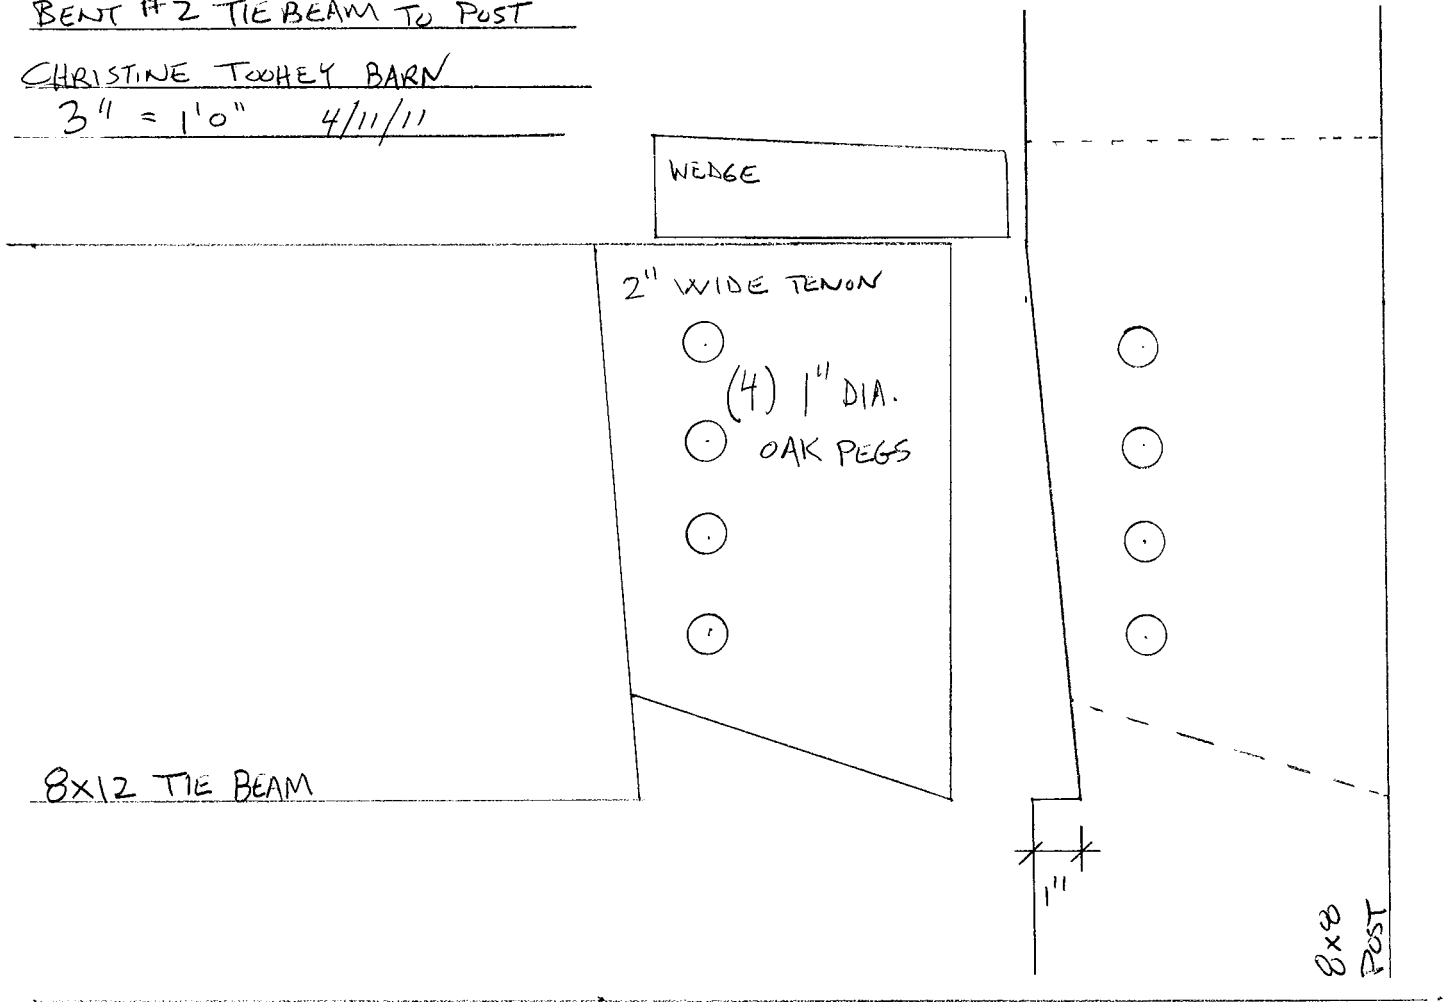 BENT #2 TIE BEAM TO POST
CHRISTINE TOOHEY BARN
3" = 1'0" 4/11/11
WEDGE
2" WIDE TENON
(4) 1" DIA.
OAK PEGS
8x12 TIE BEAM
1"
8x8
POST